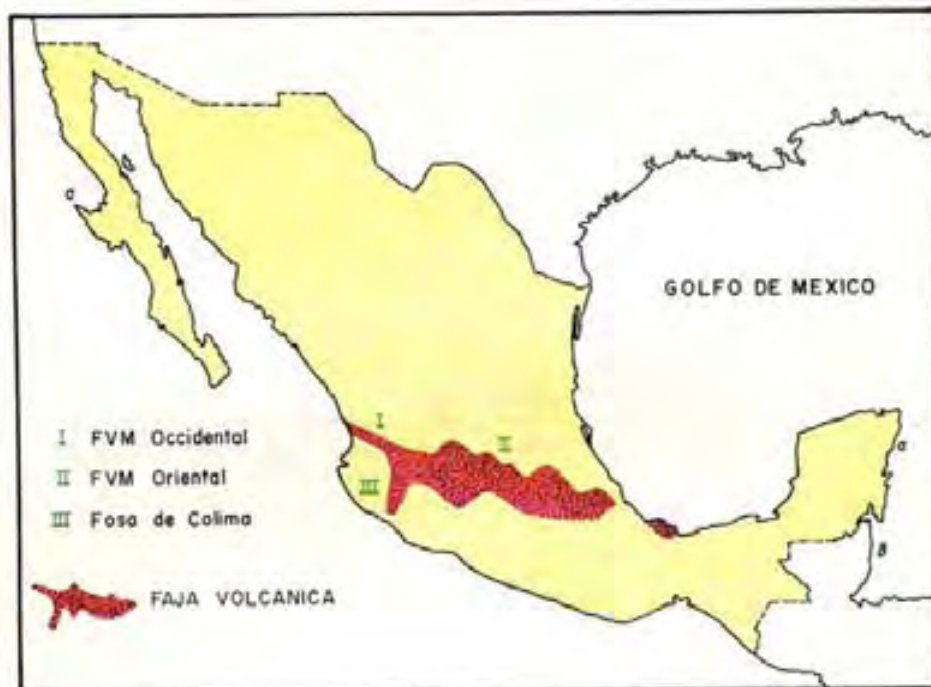 GOLFO DE MEXICO
I
II
III
I FVM Occidental
II FVM Oriental
III Fosa de Colima
FAJA VOLCANICA